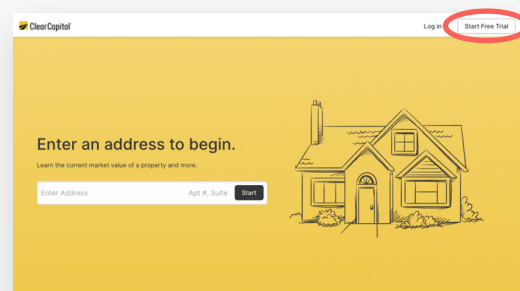 ClearCapital
Log in
Start Free Trial
Enter an address to begin.
Learn the current market value of a property and more.
Enter Address
Apt #, Suite
Start